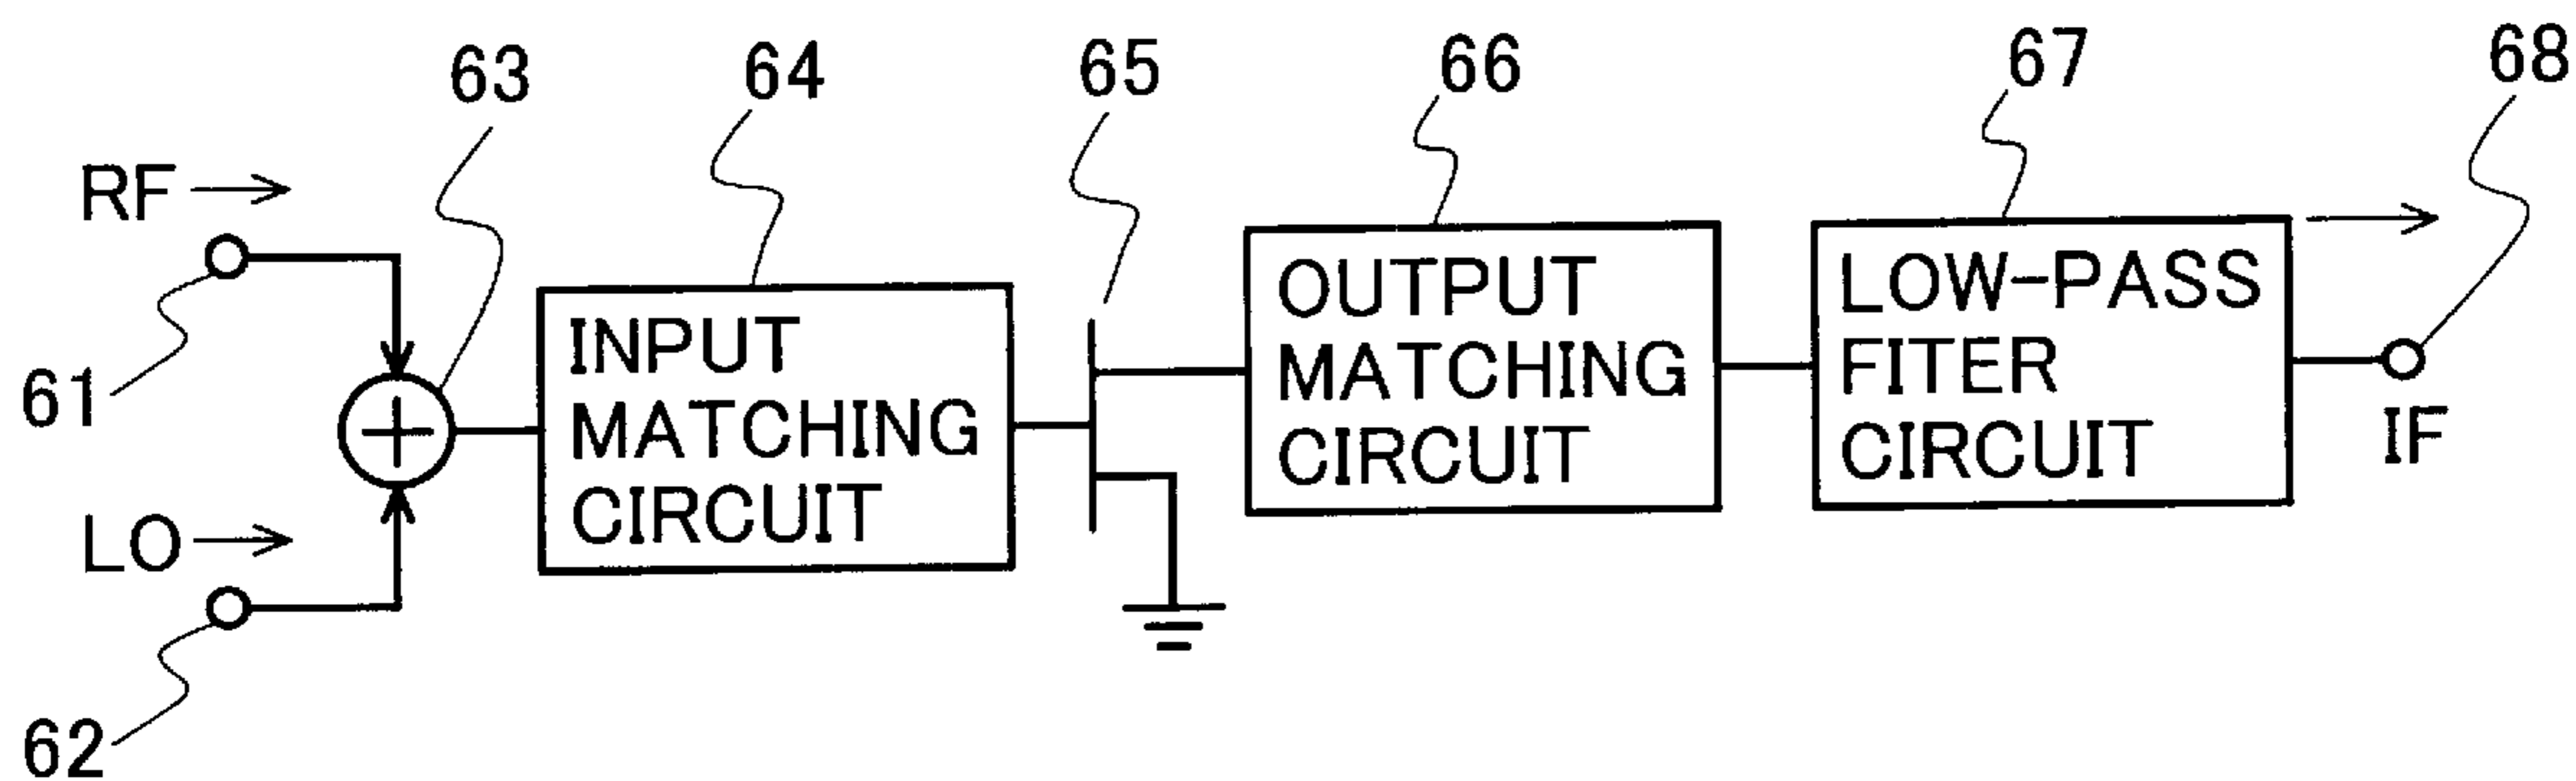 63
64
65
66
67
68
RF
61
LO
62
INPUT
MATCHING
CIRCUIT
OUTPUT
MATCHING
CIRCUIT
LOW-PASS
FITER
CIRCUIT
IF